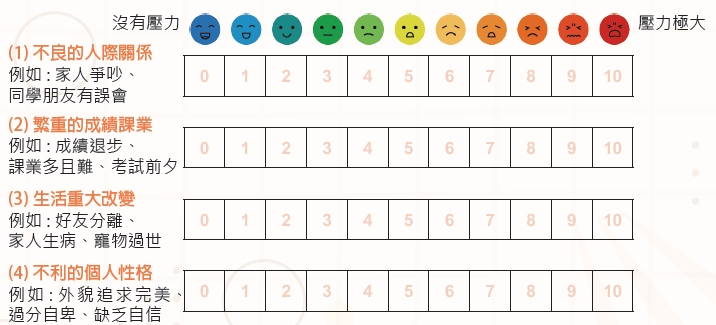 沒有壓力 壓力極大
(1) 不良的人際關係
例如：家人爭吵、
同學朋友有誤會
0 1 2 3 4 5 6 7 8 9 10
(2) 繁重的成績課業
例如：成績退步、
課業多且難、考試前夕
0 1 2 3 4 5 6 7 8 9 10
(3) 生活重大改變
例如：好友分離、
家人生病、寵物過世
0 1 2 3 4 5 6 7 8 9 10
(4) 不利的個人性格
例如：外貌追求完美、
過分自卑、缺乏自信
0 1 2 3 4 5 6 7 8 9 10